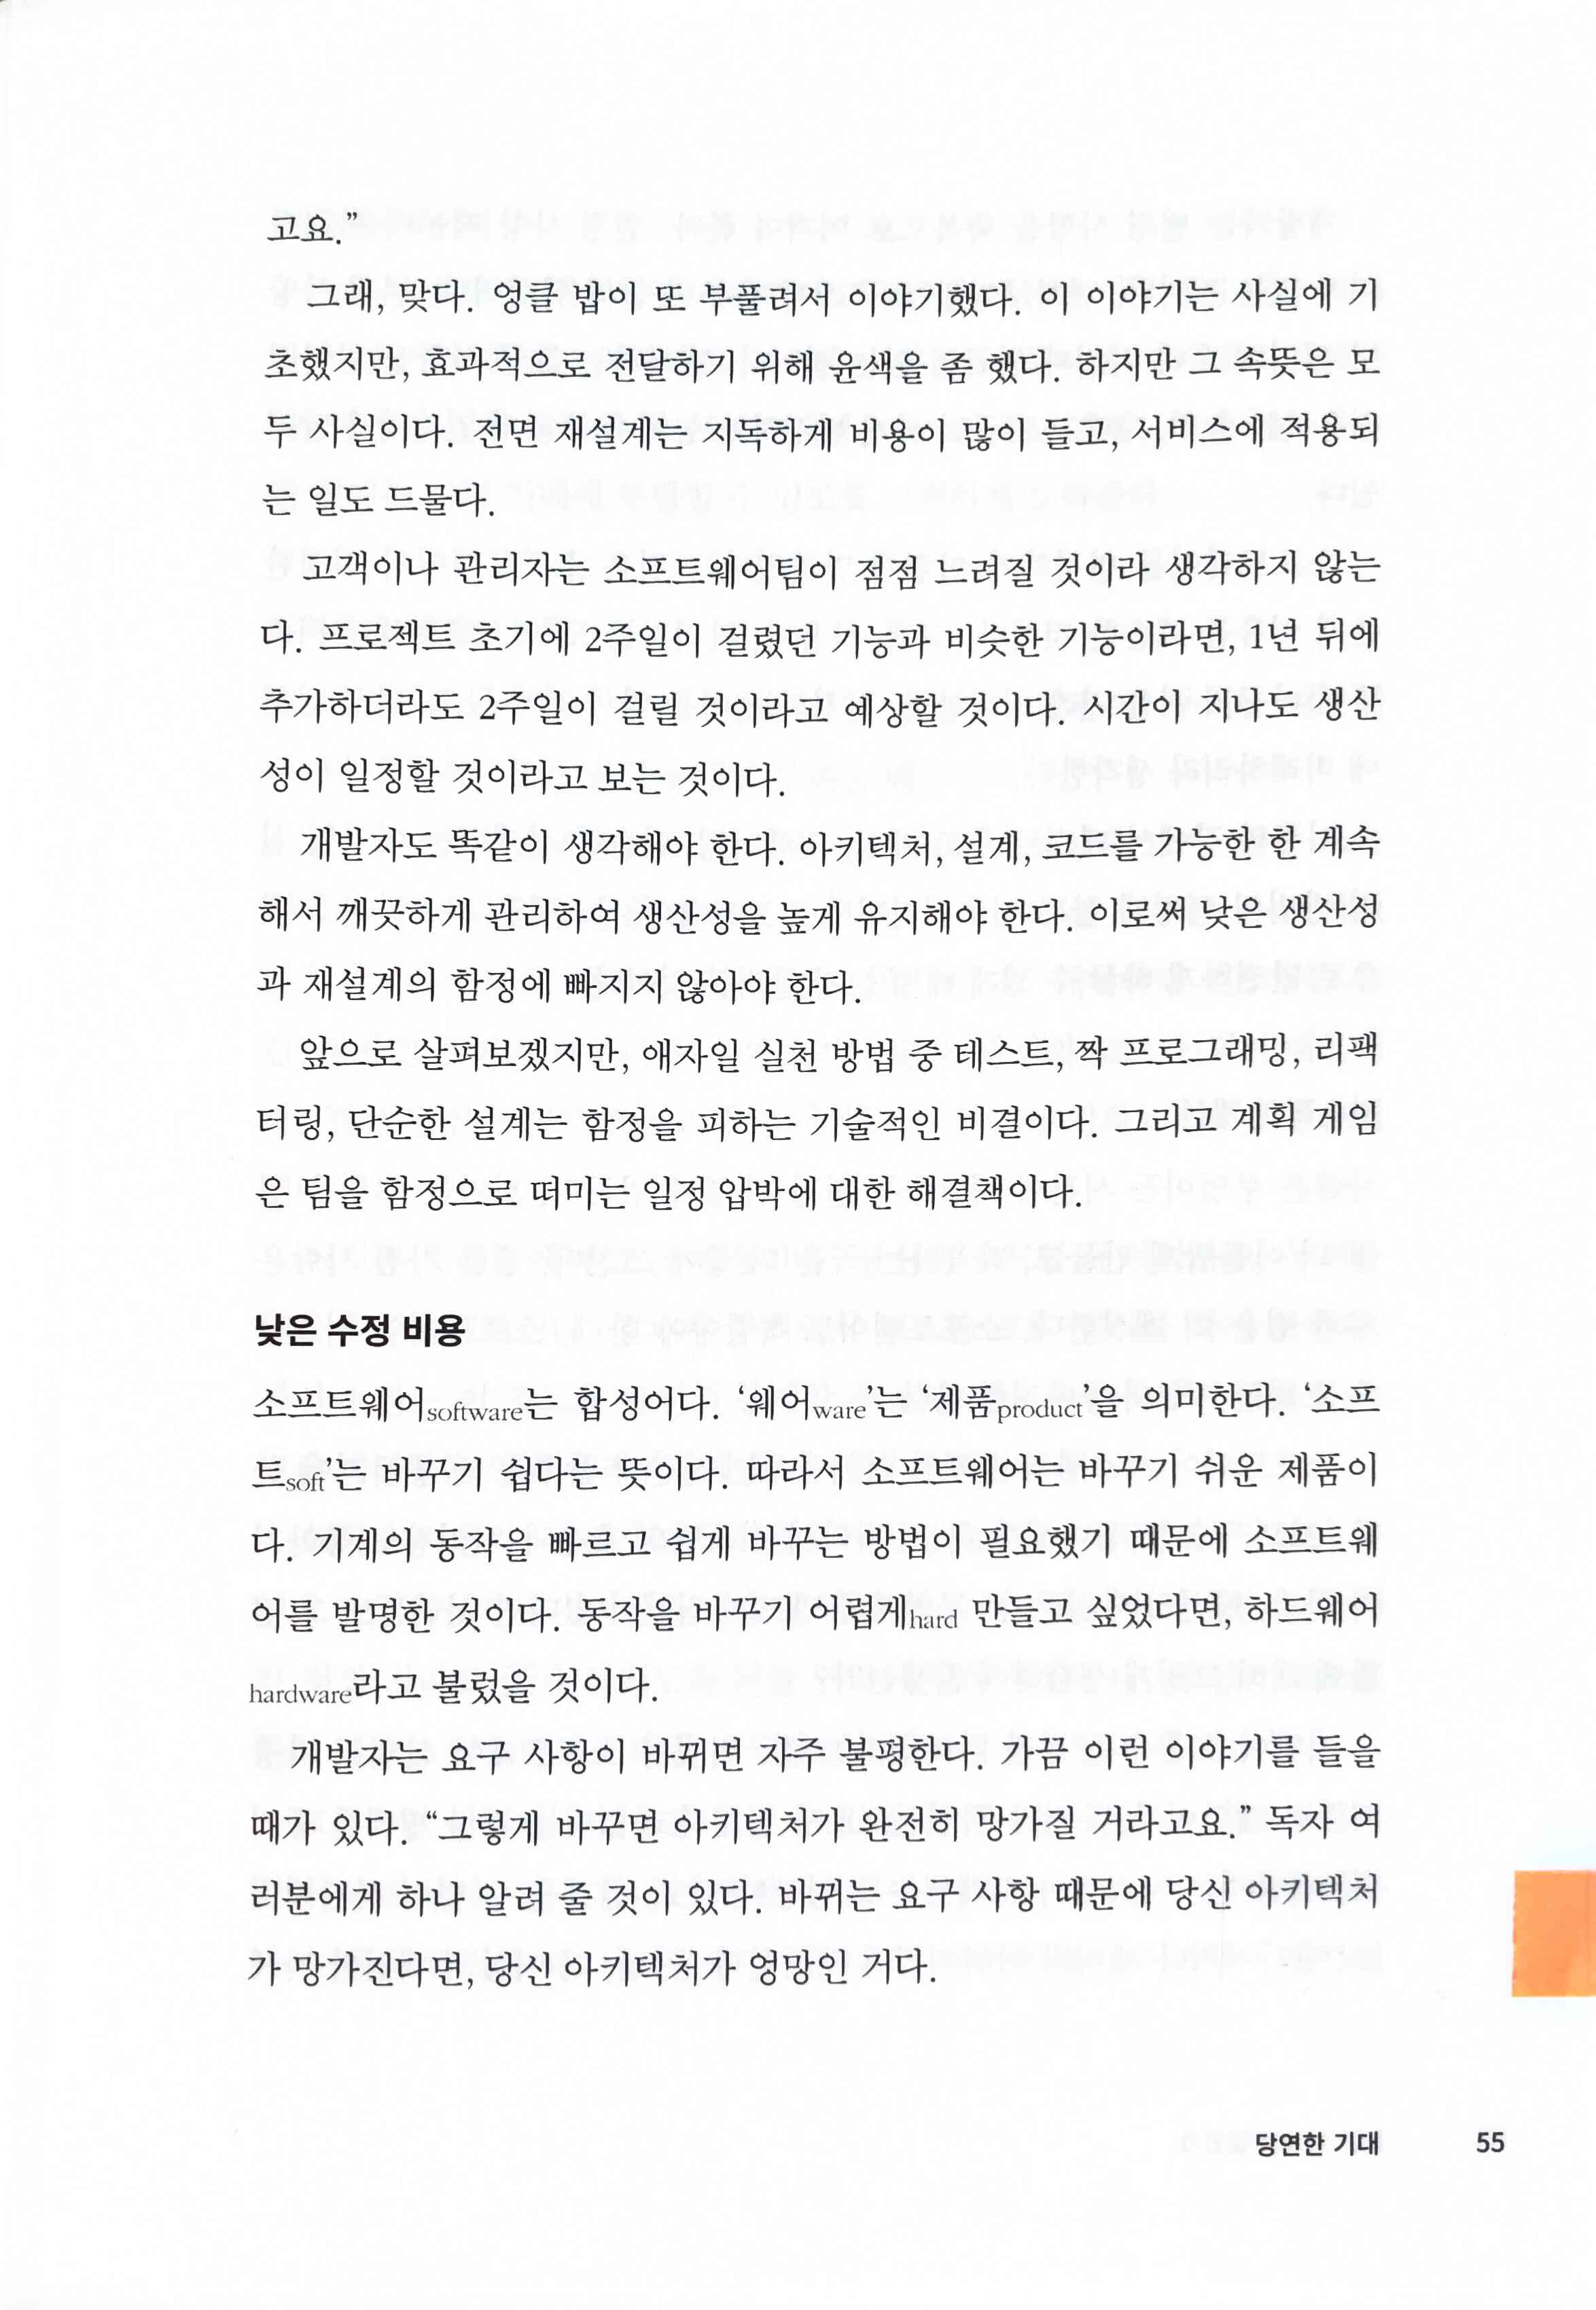 고요.”
그래, 맞다. 엉클 밥이 또 부풀려서 이야기했다. 이 이야기는 사실에 기
초했지만, 효과적으로 전달하기 위해 윤색을 좀 했다. 하지만 그 속뜻은 모
두 사실이다. 전면 재설계는 지독하게 비용이 많이 들고, 서비스에 적용되
는 일도 드물다.
고객이나 관리자는 소프트웨어팀이 점점 느려질 것이라 생각하지 않는
다. 프로젝트 초기에 2주일이 걸렸던 기능과 비슷한 기능이라면, 1년 뒤에
추가하더라도 2주일이 걸릴 것이라고 예상할 것이다. 시간이 지나도 생산
성이 일정할 것이라고 보는 것이다.
개발자도 똑같이 생각해야 한다. 아키텍처, 설계, 코드를 가능한 한 계속
해서 깨끗하게 관리하여 생산성을 높게 유지해야 한다. 이로써 낮은 생산성
과 재설계의 함정에 빠지지 않아야 한다.
앞으로 살펴보겠지만, 애자일 실천 방법 중 테스트, 짝 프로그래밍, 리팩
터링, 단순한 설계는 함정을 피하는 기술적인 비결이다. 그리고 계획 게임
은 팀을 함정으로 떠미는 일정 압박에 대한 해결책이다.
낮은 수정 비용
소프트웨어software는 합성어다. ‘웨어ware’는 ‘제품product’을 의미한다. ‘소프
트soft’는 바꾸기 쉽다는 뜻이다. 따라서 소프트웨어는 바꾸기 쉬운 제품이
다. 기계의 동작을 빠르고 쉽게 바꾸는 방법이 필요했기 때문에 소프트웨
어를 발명한 것이다. 동작을 바꾸기 어렵게hard 만들고 싶었다면, 하드웨어
hardware라고 불렀을 것이다.
개발자는 요구 사항이 바뀌면 자주 불평한다. 가끔 이런 이야기를 들을
때가 있다. “그렇게 바꾸면 아키텍처가 완전히 망가질 거라고요.” 독자 여
러분에게 하나 알려 줄 것이 있다. 바뀌는 요구 사항 때문에 당신 아키텍처
가 망가진다면, 당신 아키텍처가 엉망인 거다.
당연한 기대 55